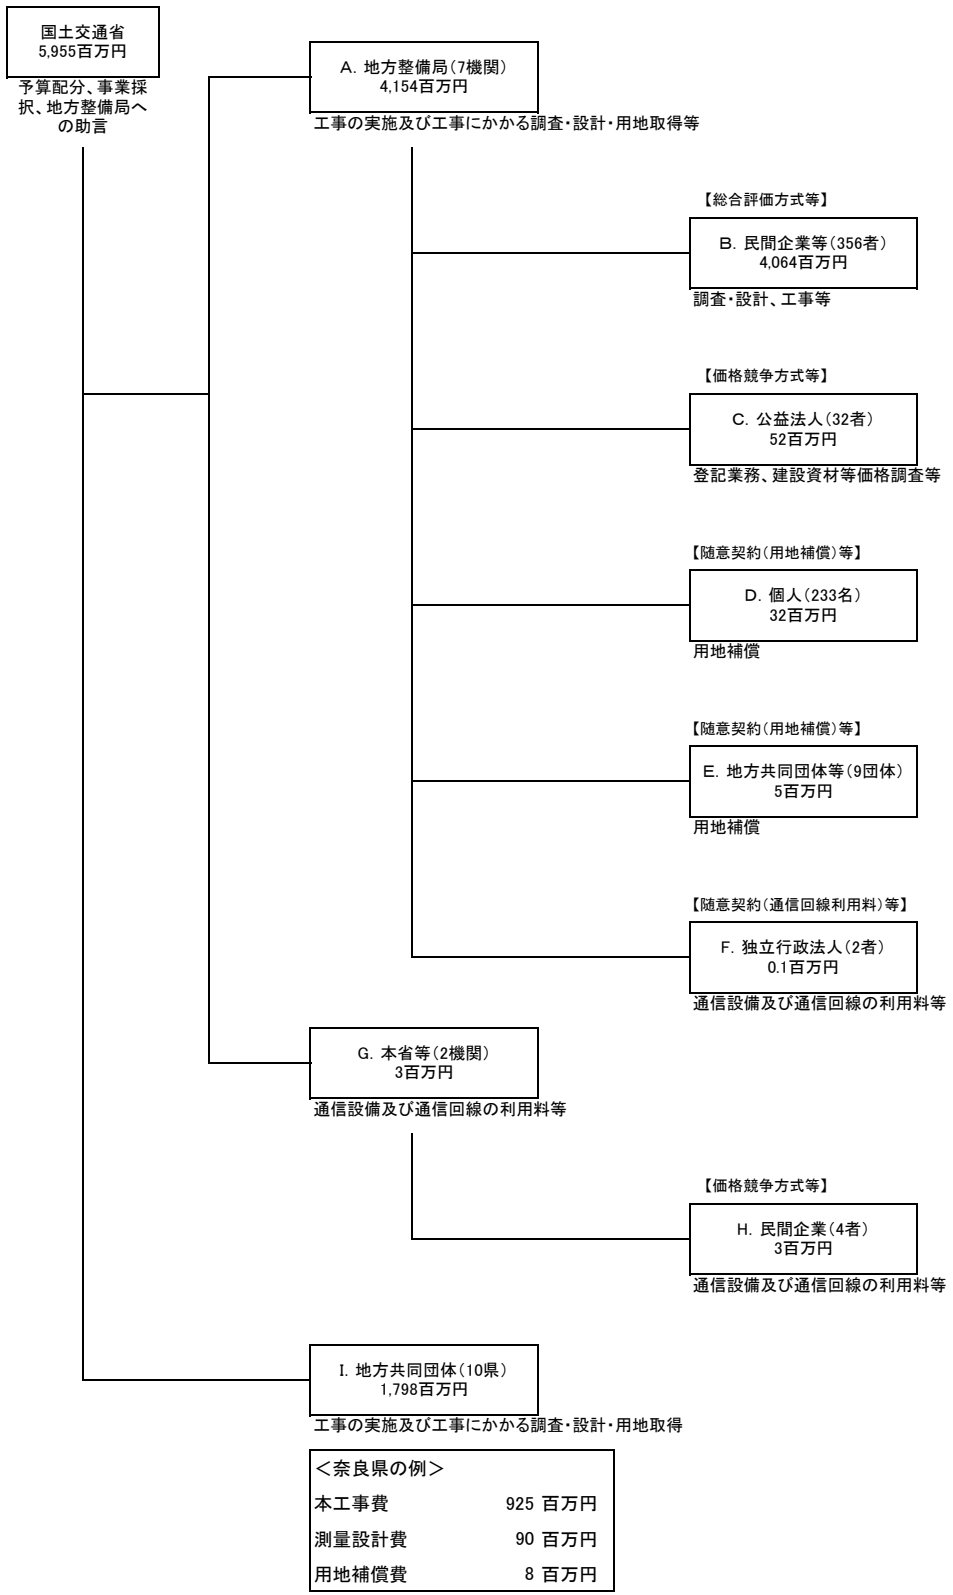 国土交通省
5,955百万円
予算配分、事業採
択、地方整備局へ
の助言
A. 地方整備局(7機関)
4,154百万円
工事の実施及び工事にかかる調査・設計・用地取得等
【総合評価方式等】
B. 民間企業等(356者)
4,064百万円
調査・設計、工事等
【価格競争方式等】
C. 公益法人(32者)
52百万円
登記業務、建設資材等価格調査等
【随意契約(用地補償)等】
D. 個人(233名)
32百万円
用地補償
【随意契約(用地補償)等】
E. 地方共同団体等(9団体)
5百万円
用地補償
【随意契約(通信回線利用料)等】
F. 独立行政法人(2者)
0.1百万円
通信設備及び通信回線の利用料等
G. 本省等(2機関)
3百万円
通信設備及び通信回線の利用料等
【価格競争方式等】
H. 民間企業(4者)
3百万円
通信設備及び通信回線の利用料等
I. 地方共同団体(10県)
1,798百万円
工事の実施及び工事にかかる調査・設計・用地取得
<奈良県の例>
本工事費 925 百万円
測量設計費 90 百万円
用地補償費 8 百万円